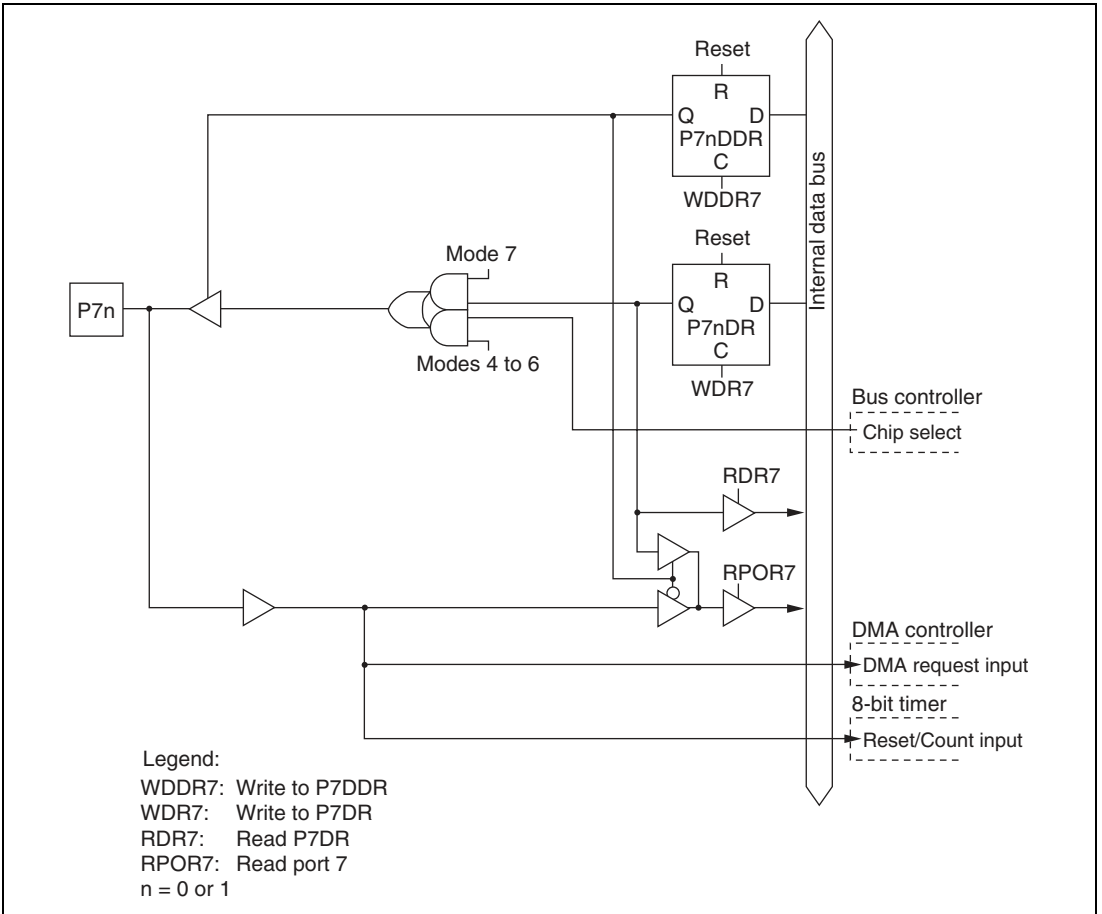 Reset
R
Q D
P7nDDR
C
WDDR7
Internal data bus
Reset
Mode 7
R
P7n
Q D
P7nDR
C
Modes 4 to 6
WDR7
Bus controller
Chip select
RDR7
RPOR7
DMA controller
DMA request input
8-bit timer
Reset/Count input
Legend:
WDDR7: Write to P7DDR
WDR7: Write to P7DR
RDR7: Read P7DR
RPOR7: Read port 7
n = 0 or 1